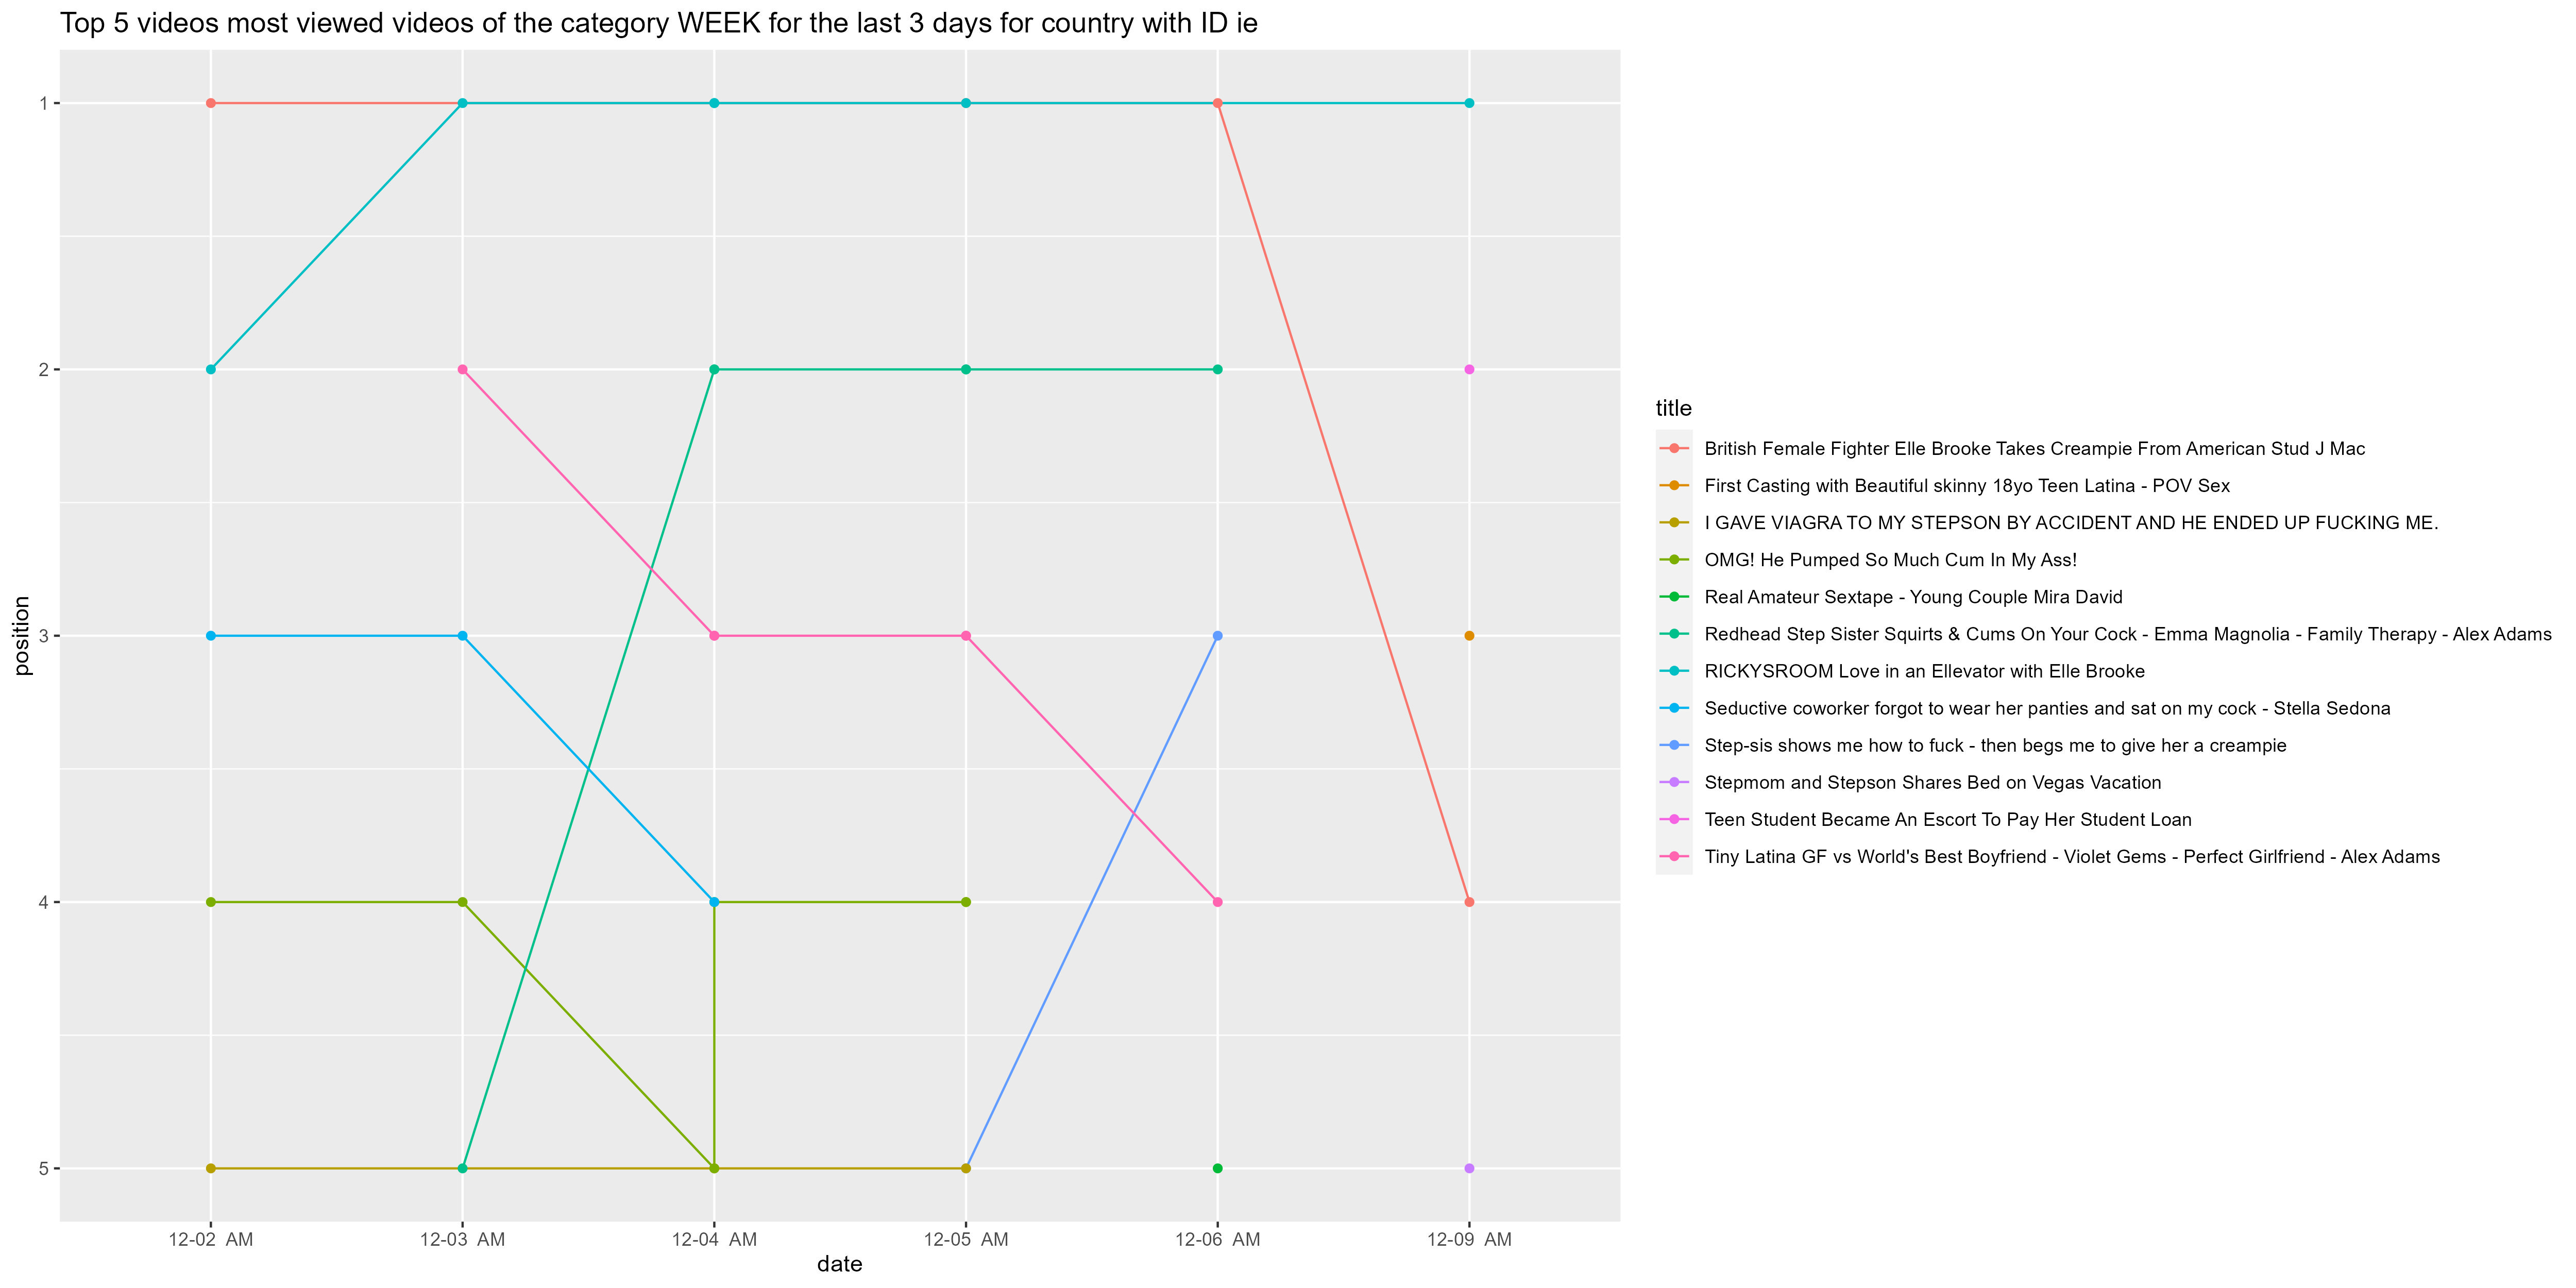 Top 5 videos most viewed videos of the category WEEK for the last 3 days for country with ID ie
position
1
2
3
4
5
12-02 AM
12-03 AM
12-04 AM
12-05 AM
12-06 AM
12-09 AM
date
title
British Female Fighter Elle Brooke Takes Creampie From American Stud J Mac
First Casting with Beautiful skinny 18yo Teen Latina - POV Sex
I GAVE VIAGRA TO MY STEPSON BY ACCIDENT AND HE ENDED UP FUCKING ME.
OMG! He Pumped So Much Cum In My Ass!
Real Amateur Sextape - Young Couple Mira David
Redhead Step Sister Squirts & Cums On Your Cock - Emma Magnolia - Family Therapy - Alex Adams
RICKYSROOM Love in an Ellevator with Elle Brooke
Seductive coworker forgot to wear her panties and sat on my cock - Stella Sedona
Step-sis shows me how to fuck - then begs me to give her a creampie
Stepmom and Stepson Shares Bed on Vegas Vacation
Teen Student Became An Escort To Pay Her Student Loan
Tiny Latina GF vs World's Best Boyfriend - Violet Gems - Perfect Girlfriend - Alex Adams